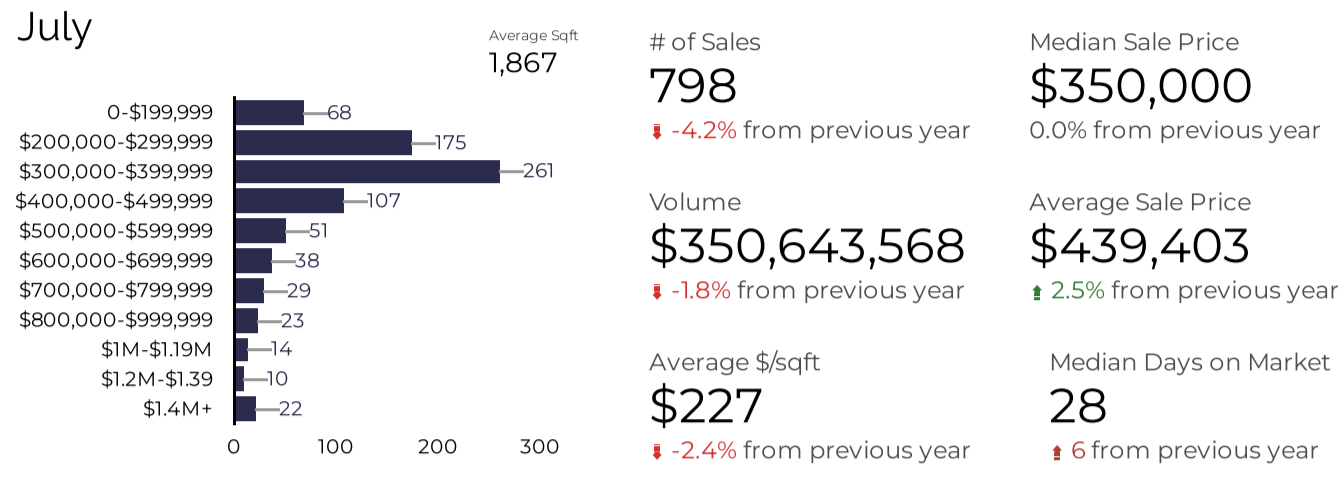 July
Average Sqft
1,867
0-$199,999 68
$200,000-$299,999 175
$300,000-$399,999 261
$400,000-$499,999 107
$500,000-$599,999 51
$600,000-$699,999 38
$700,000-$799,999 29
$800,000-$999,999 23
$1M-$1.19M 14
$1.2M-$1.39 10
$1.4M+ 22
0 100 200 300
# of Sales
798
-4.2% from previous year
Median Sale Price
$350,000
0.0% from previous year
Volume
$350,643,568
-1.8% from previous year
Average Sale Price
$439,403
2.5% from previous year
Average $/sqft
$227
-2.4% from previous year
Median Days on Market
28
6 from previous year